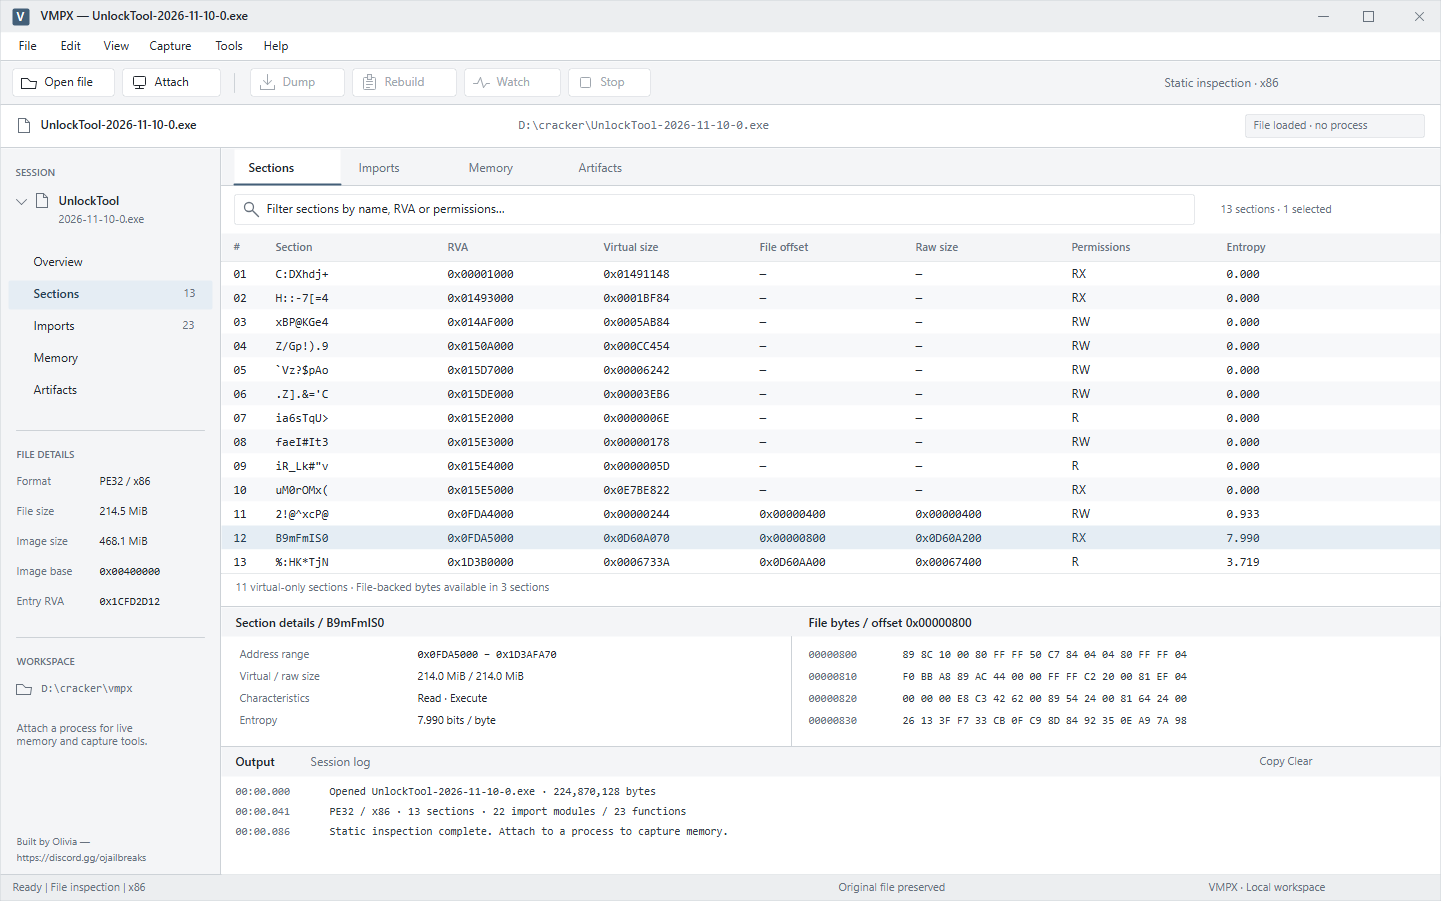 V VMPX — UnlockTool-2026-11-10-0.exe
File Edit View Capture Tools Help
Open file Attach Dump Rebuild Watch Stop Static inspection · x86
UnlockTool-2026-11-10-0.exe D:\cracker\UnlockTool-2026-11-10-0.exe File loaded · no process
SESSION
UnlockTool
2026-11-10-0.exe
Overview
Sections 13
Imports 23
Memory
Artifacts
FILE DETAILS
Format PE32 / x86
File size 214.5 MiB
Image size 468.1 MiB
Image base 0x00400000
Entry RVA 0x1CFD2D12
WORKSPACE
D:\cracker\vmpx
Attach a process for live
memory and capture tools.
Built by Olivia —
https://discord.gg/ojailbreaks
Sections Imports Memory Artifacts
Filter sections by name, RVA or permissions... 13 sections · 1 selected
# Section RVA Virtual size File offset Raw size Permissions Entropy
01 C:DXhdj+ 0x00001000 0x01491148 — — RX 0.000
02 H::-7[=4 0x01493000 0x0001BF84 — — RX 0.000
03 xBP@KGe4 0x014AF000 0x0005AB84 — — RW 0.000
04 Z/Gp!).9 0x0150A000 0x000CC454 — — RW 0.000
05 `Vz?$pAo 0x015D7000 0x00006242 — — RW 0.000
06 .Z].&='C 0x015DE000 0x00003EB6 — — RW 0.000
07 ia6sTqU> 0x015E2000 0x0000006E — — R 0.000
08 faeI#It3 0x015E3000 0x00000178 — — RW 0.000
09 iR_Lk#"v 0x015E4000 0x0000005D — — R 0.000
10 uM0rOMx( 0x015E5000 0x0E7BE822 — — RX 0.000
11 2!@^xcP@ 0x0FDA4000 0x00000244 0x00000400 0x00000400 RW 0.933
12 B9mFmIS0 0x0FDA5000 0x0D60A070 0x00000800 0x0D60A200 RX 7.990
13 %:HK*TjN 0x1D3B0000 0x0006733A 0x0D60AA00 0x00067400 R 3.719
11 virtual-only sections · File-backed bytes available in 3 sections
Section details / B9mFmIS0
Address range 0x0FDA5000 – 0x1D3AFA70
Virtual / raw size 214.0 MiB / 214.0 MiB
Characteristics Read · Execute
Entropy 7.990 bits / byte
File bytes / offset 0x00000800
00000800 89 8C 10 00 80 FF FF 50 C7 84 04 04 80 FF FF 04
00000810 F0 BB A8 89 AC 44 00 00 FF FF C2 20 00 81 EF 04
00000820 00 00 00 E8 C3 42 62 00 89 54 24 00 81 64 24 00
00000830 26 13 3F F7 33 CB 0F C9 8D 84 92 35 0E A9 7A 98
Output Session log Copy Clear
00:00.000 Opened UnlockTool-2026-11-10-0.exe · 224,870,128 bytes
00:00.041 PE32 / x86 · 13 sections · 22 import modules / 23 functions
00:00.086 Static inspection complete. Attach to a process to capture memory.
Ready | File inspection | x86 Original file preserved VMPX · Local workspace